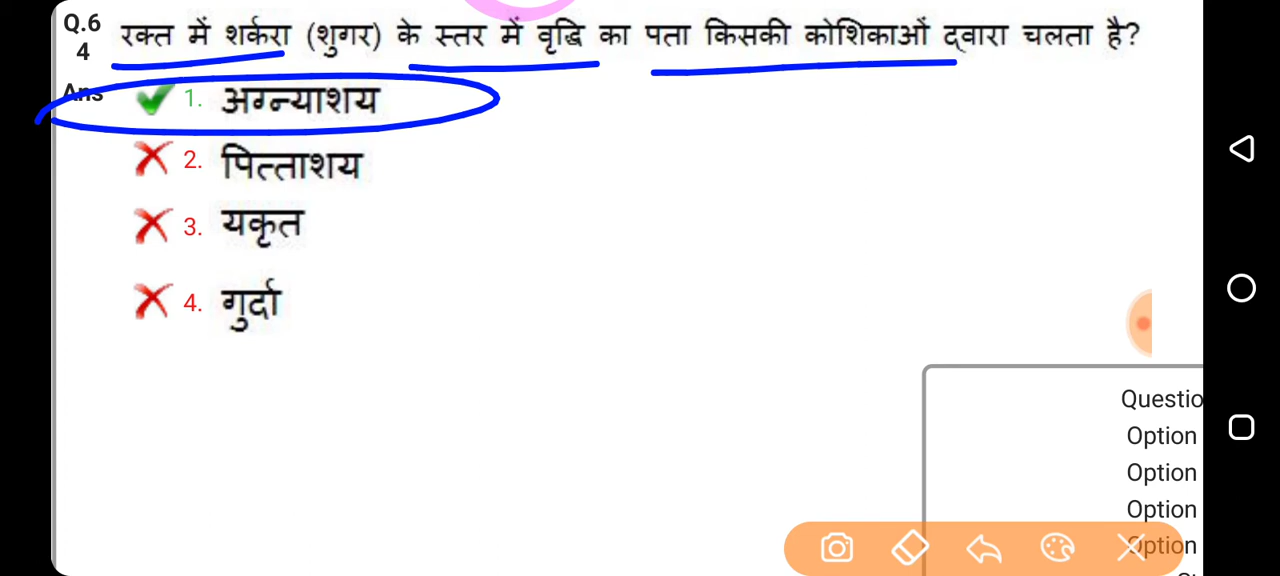 Q.6
4
रक्त में शर्करा (शुगर) के स्तर में वृद्धि का पता किसकी कोशिकाओं द्वारा चलता है?
Ans
1. अग्न्याशय
2. पित्ताशय
3. यकृत
4. गुर्दा
Questio
Option
Option
Option
Option